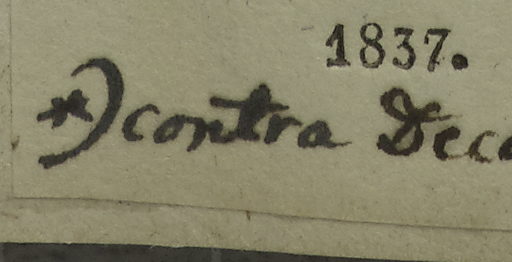 1837.
*) contra